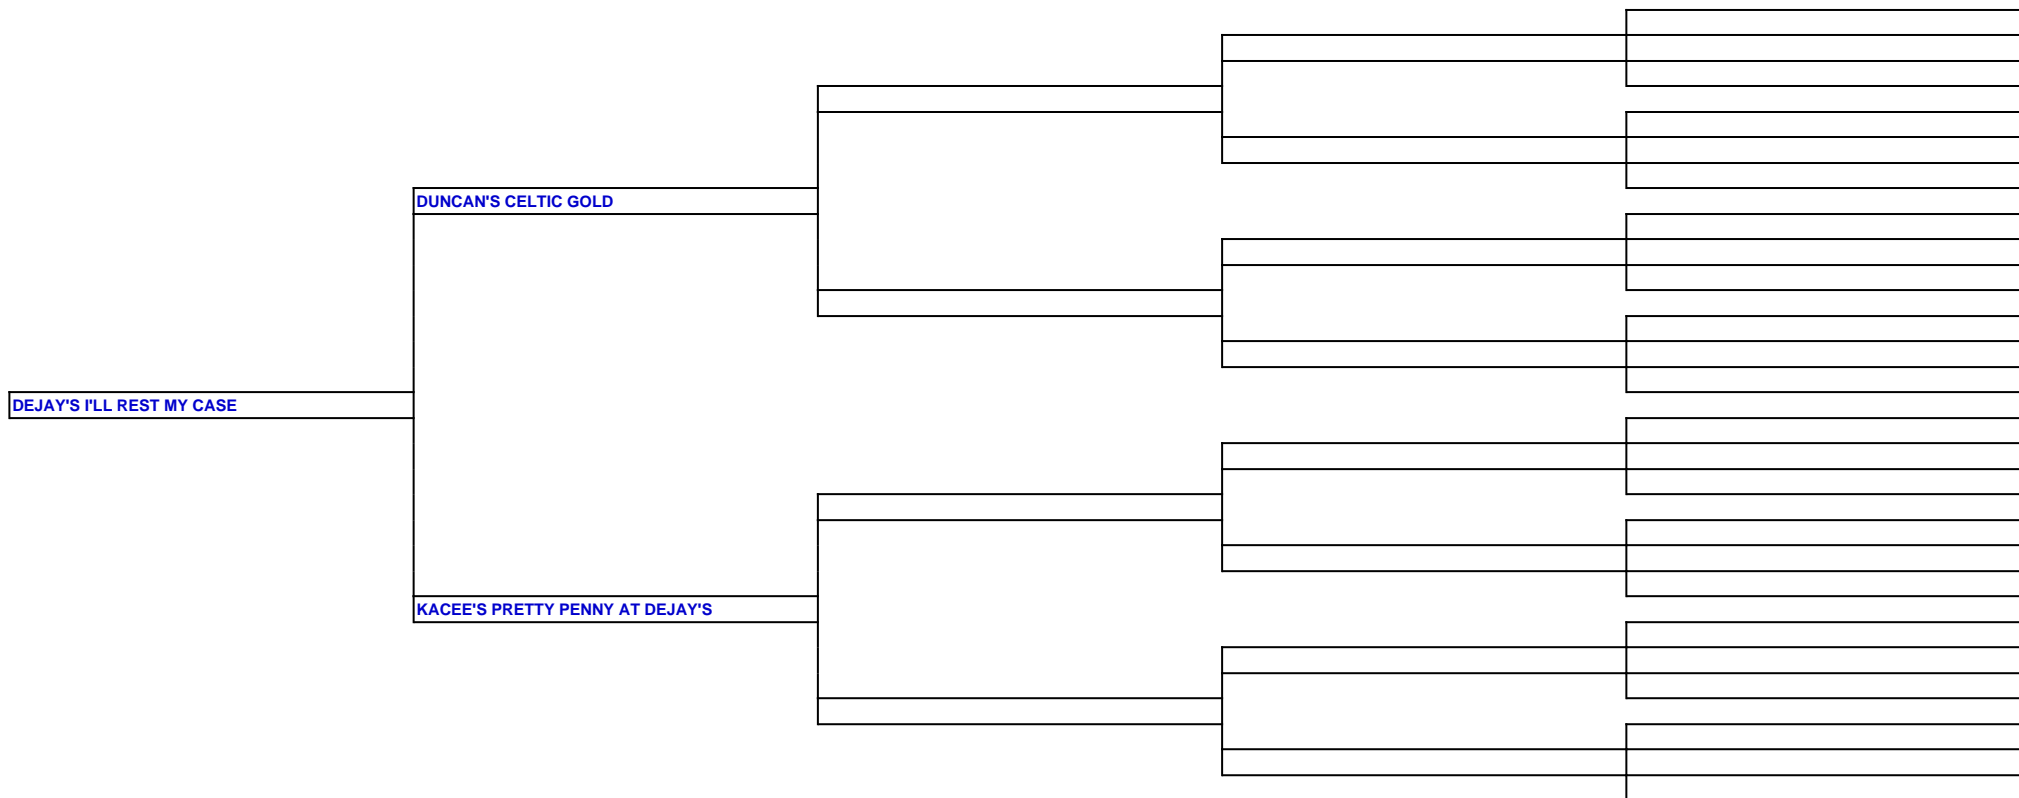 DUNCAN'S CELTIC GOLD
DEJAY'S I'LL REST MY CASE
KACEE'S PRETTY PENNY AT DEJAY'S